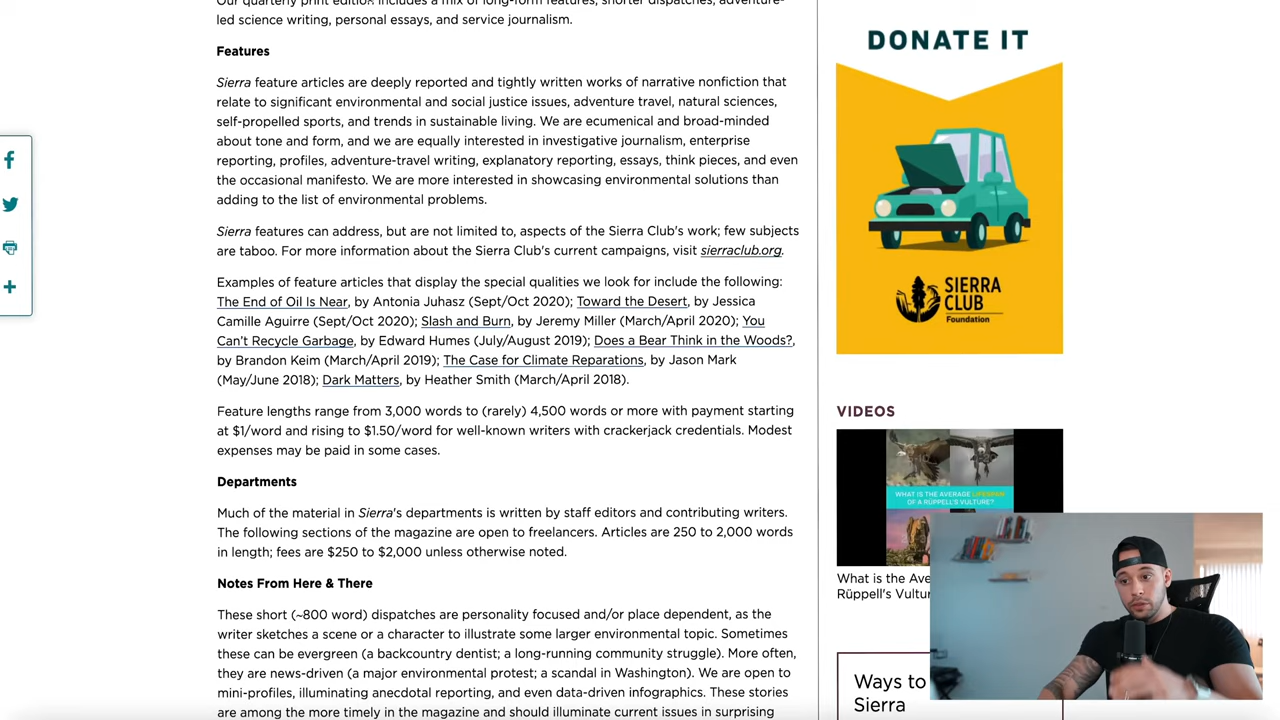 Our quarterly print edition includes a mix of long-form features, shorter dispatches, adventure-
led science writing, personal essays, and service journalism.
Features
Sierra feature articles are deeply reported and tightly written works of narrative nonfiction that
relate to significant environmental and social justice issues, adventure travel, natural sciences,
self-propelled sports, and trends in sustainable living. We are ecumenical and broad-minded
about tone and form, and we are equally interested in investigative journalism, enterprise
reporting, profiles, adventure-travel writing, explanatory reporting, essays, think pieces, and even
the occasional manifesto. We are more interested in showcasing environmental solutions than
adding to the list of environmental problems.
Sierra features can address, but are not limited to, aspects of the Sierra Club's work; few subjects
are taboo. For more information about the Sierra Club's current campaigns, visit sierraclub.org.
Examples of feature articles that display the special qualities we look for include the following:
The End of Oil Is Near, by Antonia Juhasz (Sept/Oct 2020); Toward the Desert, by Jessica
Camille Aguirre (Sept/Oct 2020); Slash and Burn, by Jeremy Miller (March/April 2020); You
Can't Recycle Garbage, by Edward Humes (July/August 2019); Does a Bear Think in the Woods?,
by Brandon Keim (March/April 2019); The Case for Climate Reparations, by Jason Mark
(May/June 2018); Dark Matters, by Heather Smith (March/April 2018).
Feature lengths range from 3,000 words to (rarely) 4,500 words or more with payment starting
at $1/word and rising to $1.50/word for well-known writers with crackerjack credentials. Modest
expenses may be paid in some cases.
Departments
Much of the material in Sierra's departments is written by staff editors and contributing writers.
The following sections of the magazine are open to freelancers. Articles are 250 to 2,000 words
in length; fees are $250 to $2,000 unless otherwise noted.
Notes From Here & There
These short (~800 word) dispatches are personality focused and/or place dependent, as the
writer sketches a scene or a character to illustrate some larger environmental topic. Sometimes
these can be evergreen (a backcountry dentist; a long-running community struggle). More often,
they are news-driven (a major environmental protest; a scandal in Washington). We are open to
mini-profiles, illuminating anecdotal reporting, and even data-driven infographics. These stories
are among the more timely in the magazine and should illuminate current issues in surprising
DONATE IT
SIERRA
CLUB
Foundation
VIDEOS
WHAT IS THE AVERAGE LIFESPAN
OF A RÜPPELL'S VULTURE?
What is the Ave
Rüppell's Vultur
Ways to
Sierra